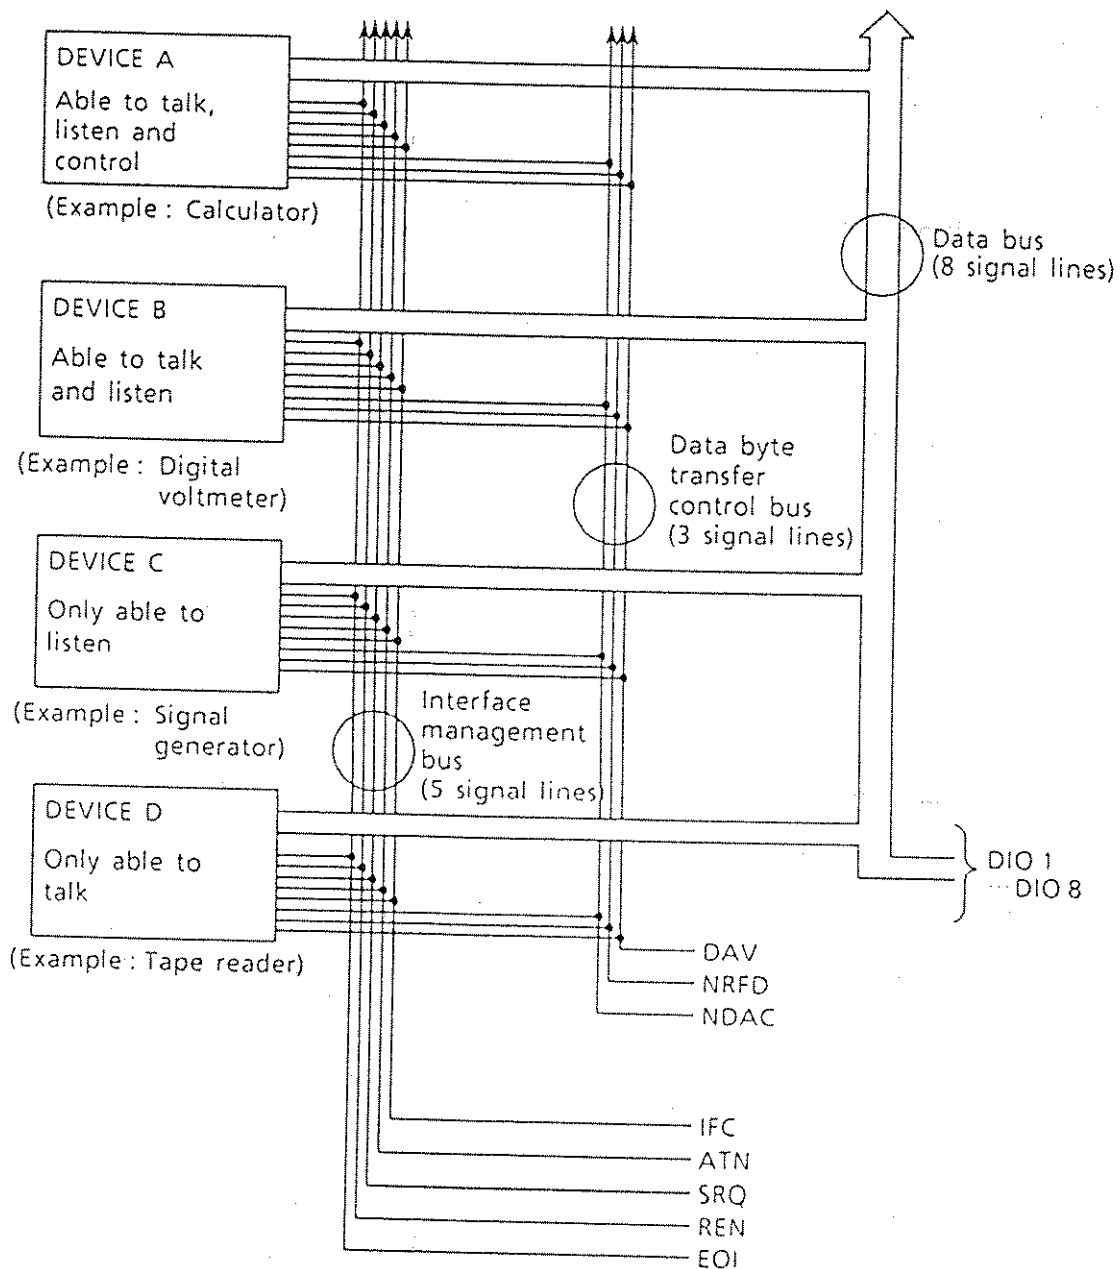 DEVICE A
Able to talk,
listen and
control
(Example : Calculator)
Data bus
(8 signal lines)
DEVICE B
Able to talk
and listen
(Example : Digital
voltmeter)
Data byte
transfer
control bus
(3 signal lines)
DEVICE C
Only able to
listen
(Example : Signal
generator)
Interface
management
bus
(5 signal lines)
DEVICE D
Only able to
talk
(Example : Tape reader)
DIO 1
...DIO 8
DAV
NRFD
NDAC
IFC
ATN
SRQ
REN
EOI